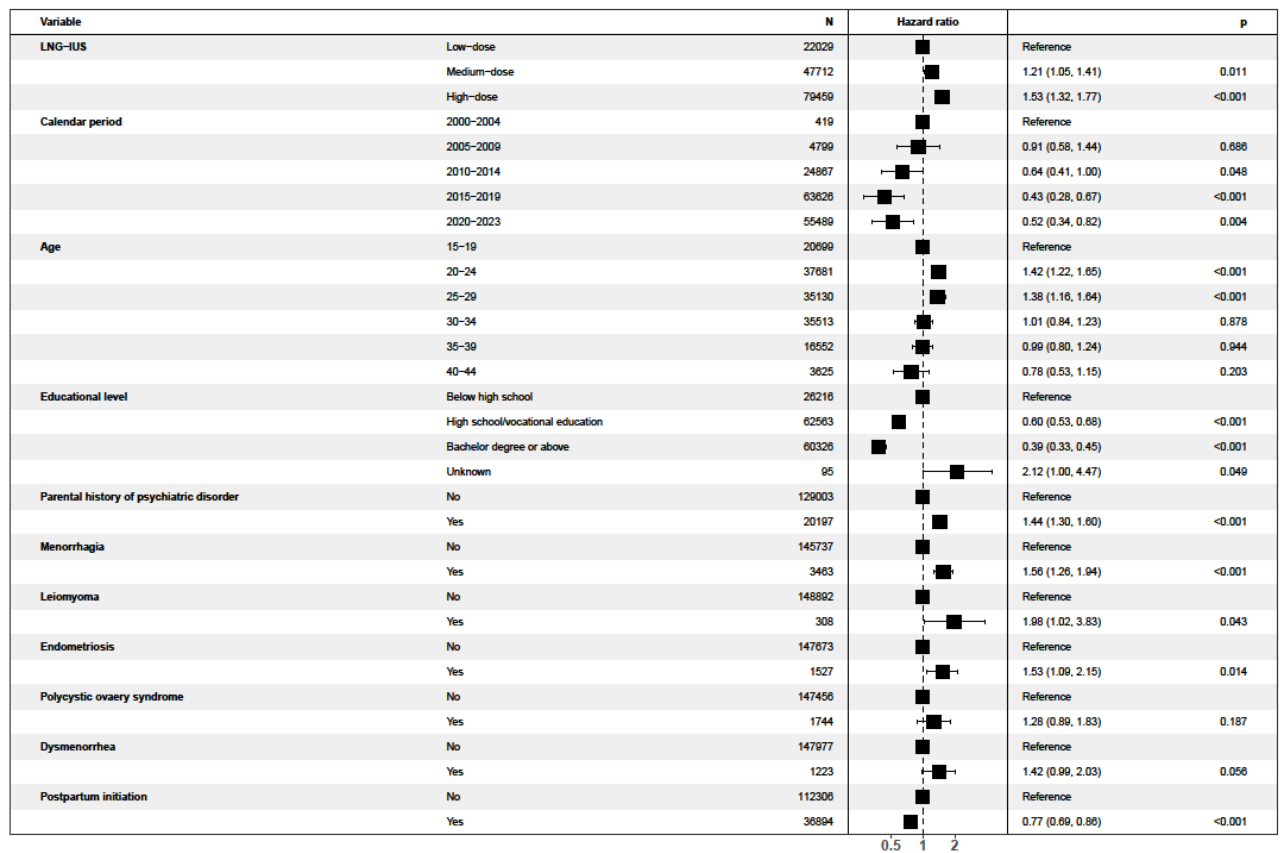 Variable N Hazard ratio p
LNG-IUS Low-dose 22029 Reference
Medium-dose 47712 1.21 (1.05, 1.41) 0.011
High-dose 79459 1.53 (1.32, 1.77) <0.001
Calendar period 2000-2004 419 Reference
2005-2009 4799 0.91 (0.58, 1.44) 0.686
2010-2014 24867 0.64 (0.41, 1.00) 0.048
2015-2019 63626 0.43 (0.28, 0.67) <0.001
2020-2023 55489 0.52 (0.34, 0.82) 0.004
Age 15-19 20699 Reference
20-24 37681 1.42 (1.22, 1.65) <0.001
25-29 35130 1.38 (1.16, 1.64) <0.001
30-34 35513 1.01 (0.84, 1.23) 0.878
35-39 16552 0.99 (0.80, 1.24) 0.944
40-44 3625 0.78 (0.53, 1.15) 0.203
Educational level Below high school 26216 Reference
High school/vocational education 62563 0.60 (0.53, 0.68) <0.001
Bachelor degree or above 60326 0.39 (0.33, 0.45) <0.001
Unknown 95 2.12 (1.00, 4.47) 0.049
Parental history of psychiatric disorder No 129003 Reference
Yes 20197 1.44 (1.30, 1.60) <0.001
Menorrhagia No 145737 Reference
Yes 3463 1.56 (1.26, 1.94) <0.001
Leiomyoma No 148892 Reference
Yes 308 1.98 (1.02, 3.83) 0.043
Endometriosis No 147673 Reference
Yes 1527 1.53 (1.09, 2.15) 0.014
Polycystic ovaery syndrome No 147456 Reference
Yes 1744 1.28 (0.89, 1.83) 0.187
Dysmenorrhea No 147977 Reference
Yes 1223 1.42 (0.99, 2.03) 0.056
Postpartum initiation No 112306 Reference
Yes 36894 0.77 (0.69, 0.86) <0.001
0.5 1 2